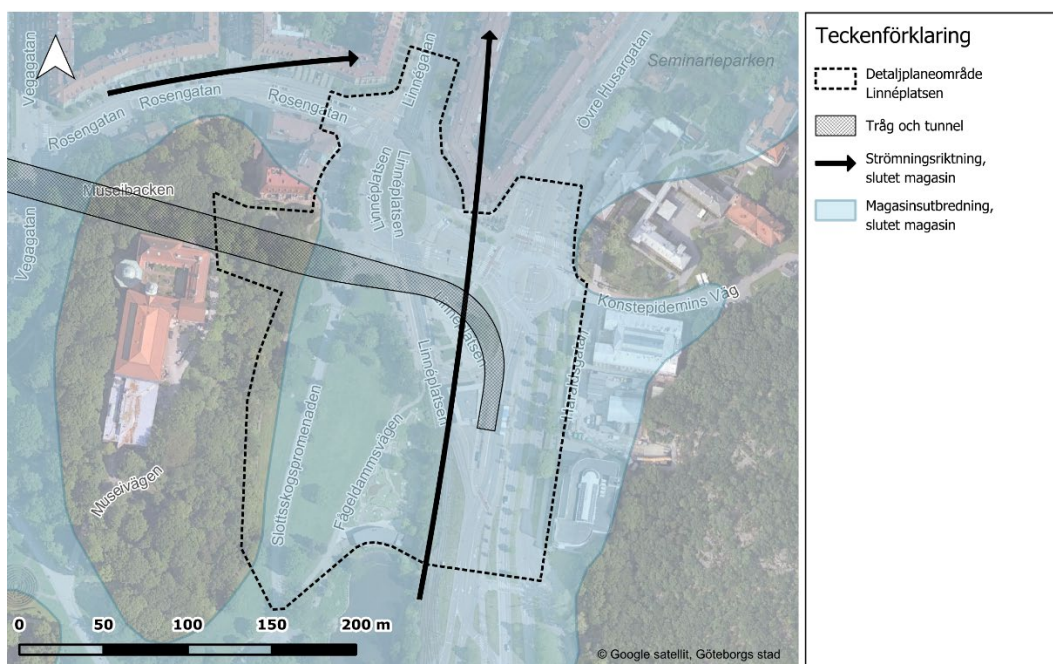 Vegagatan
Linnégatan
Övre Husargatan
Seminarieparken
Rosengatan
Rosengatan
Rosengatan
Linnéplatsen
Linnéplatsen
Museibacken
Vegagatan
Linnéplatsen
Konstepidemins Väg
Linnéplatsen
Haraldsgatan
Slottsskogspromenaden
Fågeldammsvägen
Museivägen
0 50 100 150 200 m
© Google satellit, Göteborgs stad
Teckenförklaring
Detaljplaneområde
Linnéplatsen
Tråg och tunnel
Strömningsriktning,
slutet magasin
Magasinsutbredning,
slutet magasin